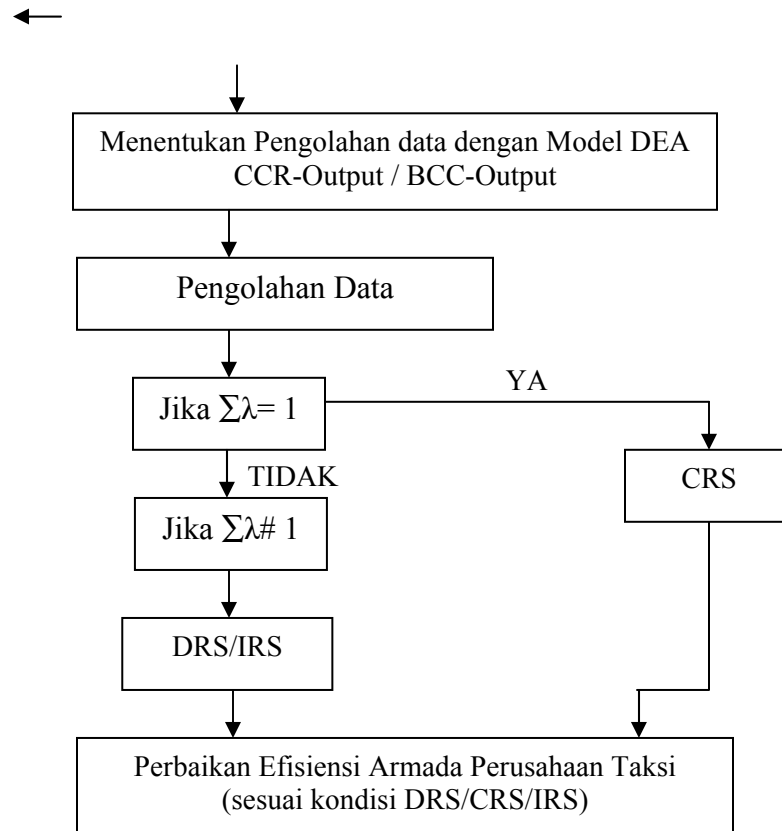 Menentukan Pengolahan data dengan Model DEA
CCR-Output / BCC-Output
Pengolahan Data
YA
Jika ∑λ= 1
TIDAK
CRS
Jika ∑λ# 1
DRS/IRS
Perbaikan Efisiensi Armada Perusahaan Taksi
(sesuai kondisi DRS/CRS/IRS)